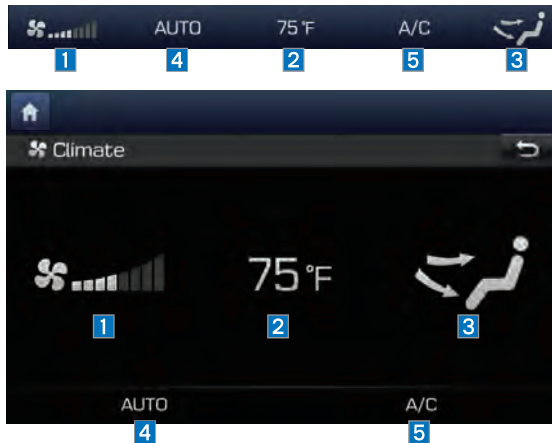 AUTO 75°F A/C
1 4 2 5 3
Climate
75°F
1 2 3
AUTO A/C
4 5